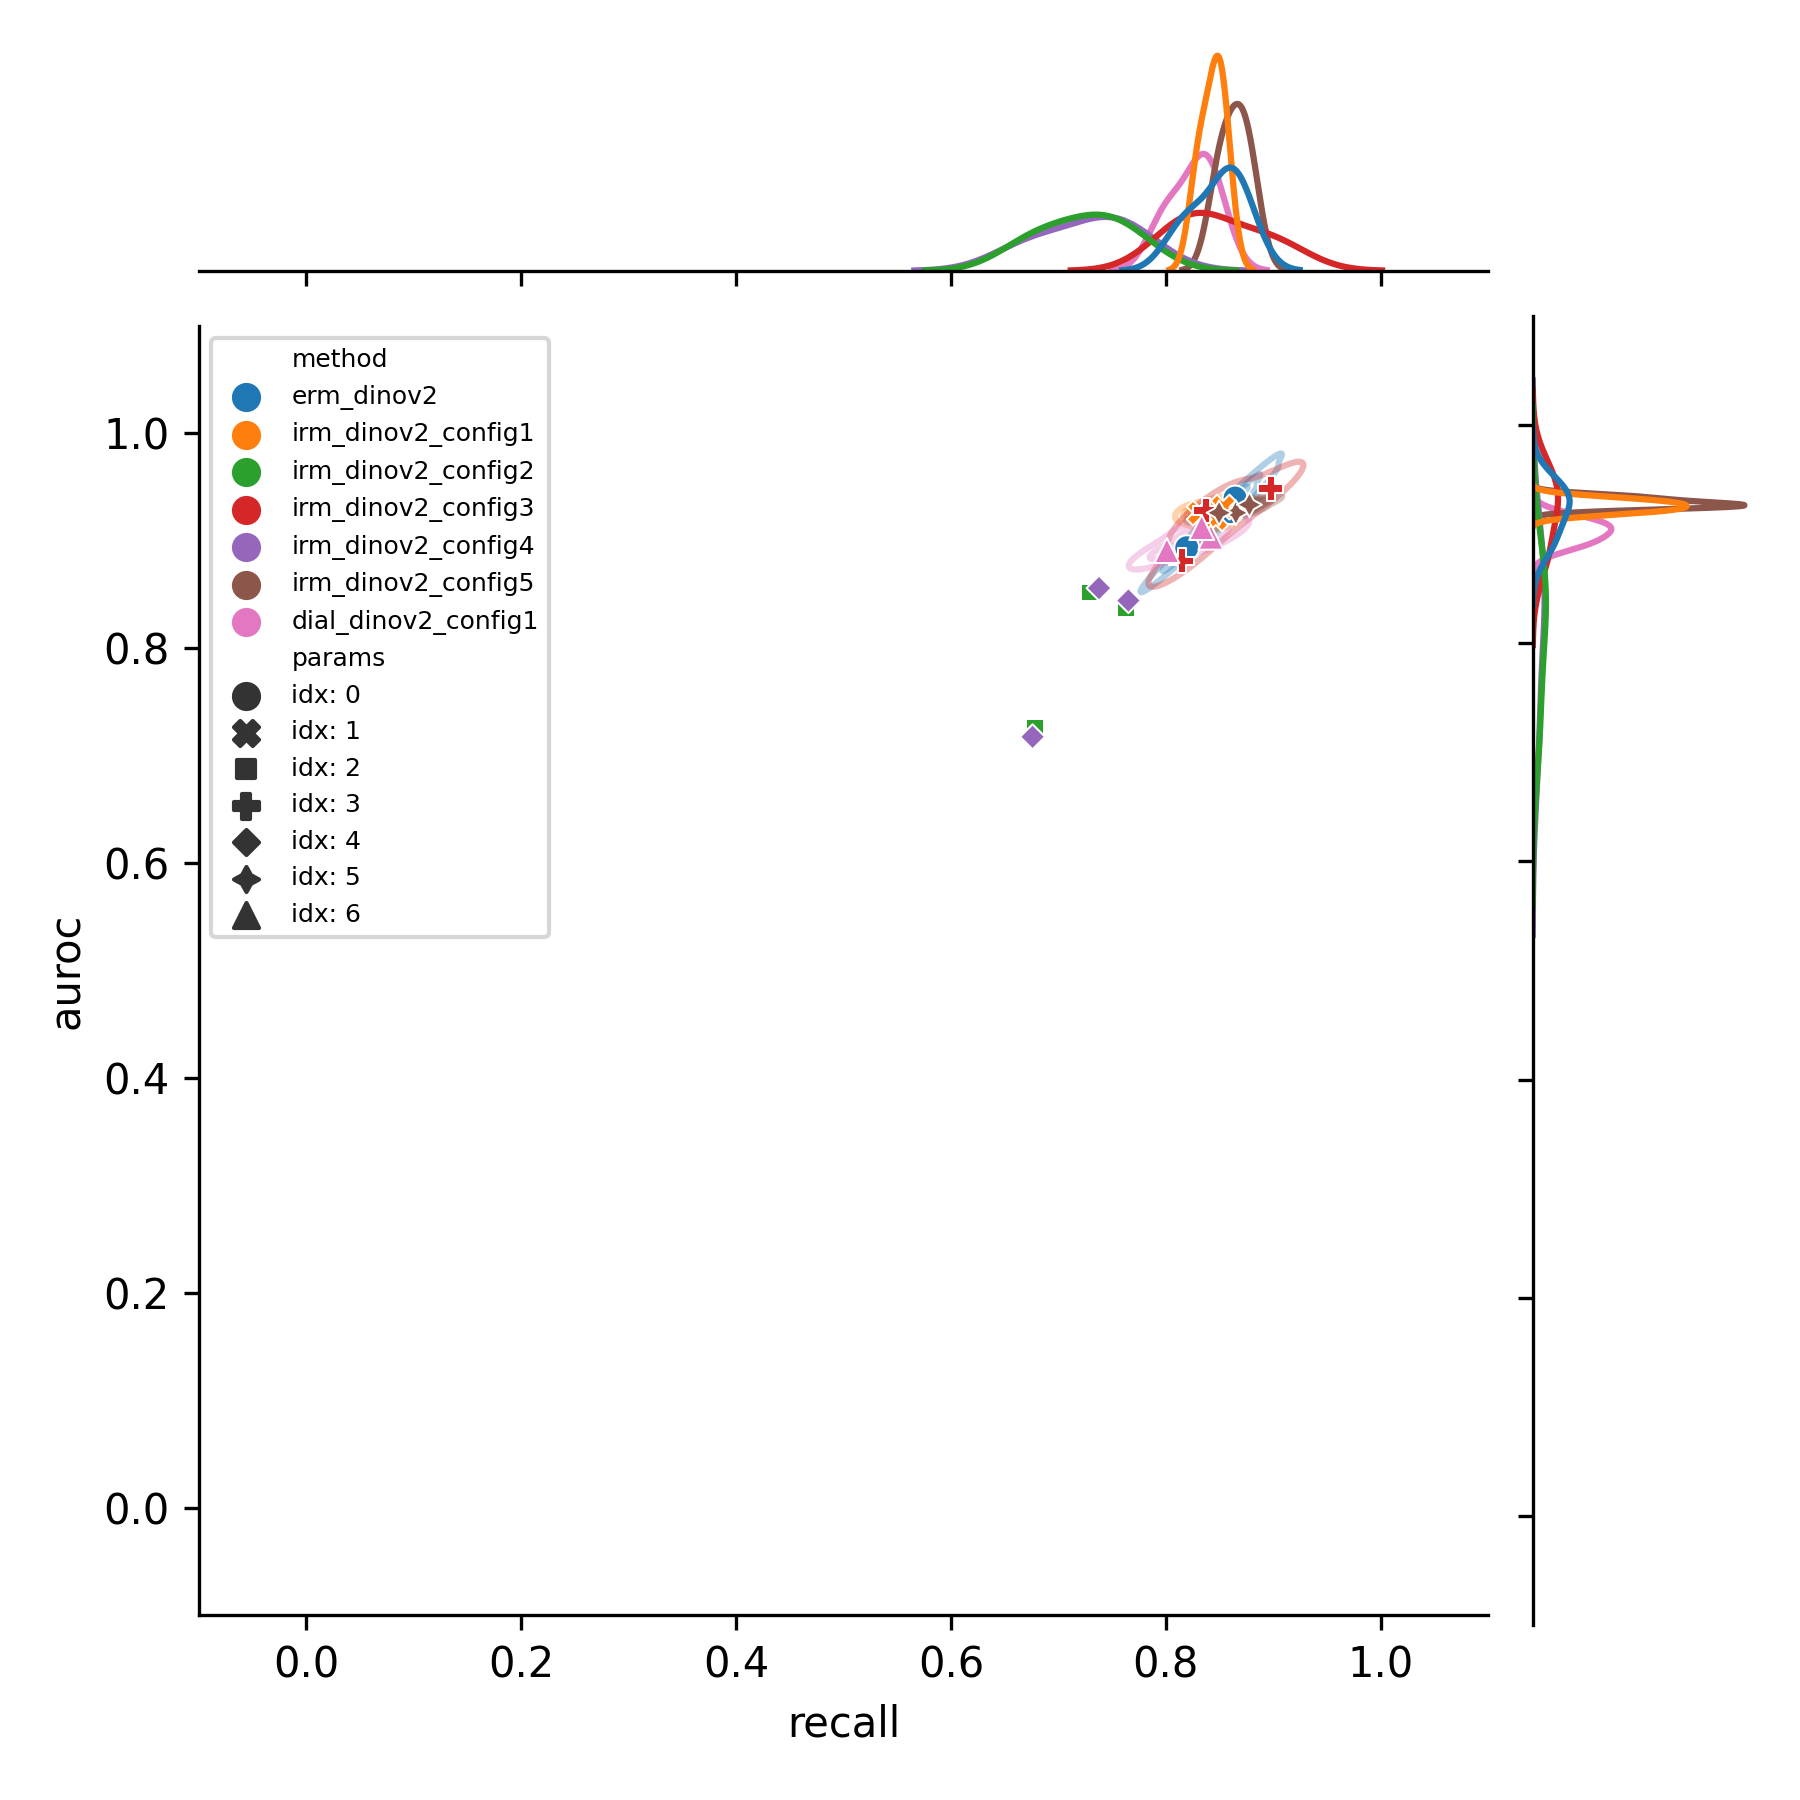 method
erm_dinov2
irm_dinov2_config1
irm_dinov2_config2
irm_dinov2_config3
irm_dinov2_config4
irm_dinov2_config5
dial_dinov2_config1
params
idx: 0
idx: 1
idx: 2
idx: 3
idx: 4
idx: 5
idx: 6
1.0
0.8
0.6
0.4
0.2
0.0
auroc
0.0 0.2 0.4 0.6 0.8 1.0
recall